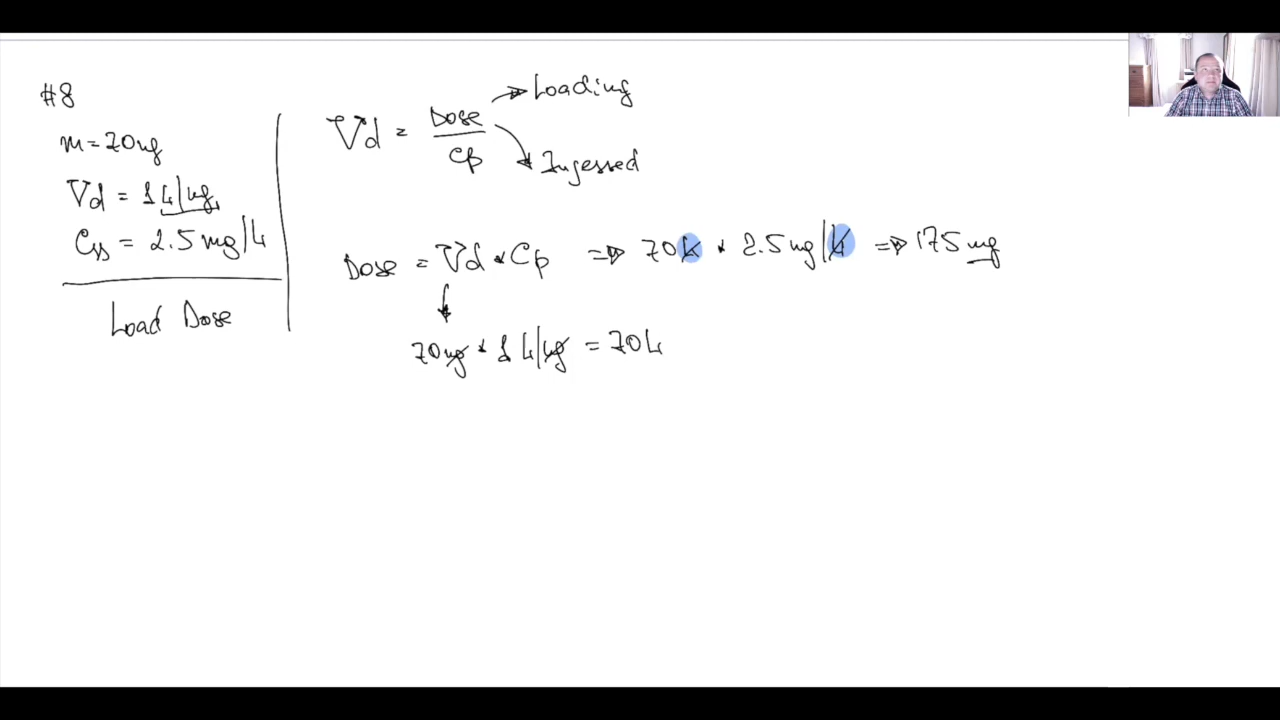 #8
m = 70kg
Vd = 1 L/kg
Css = 2.5 mg/L
Load Dose
Vd = Dose / Cp
Loading
Ingessed
Dose = Vd * Cp => 70L * 2.5 mg/L => 175 mg
70kg * 1 L/kg = 70L